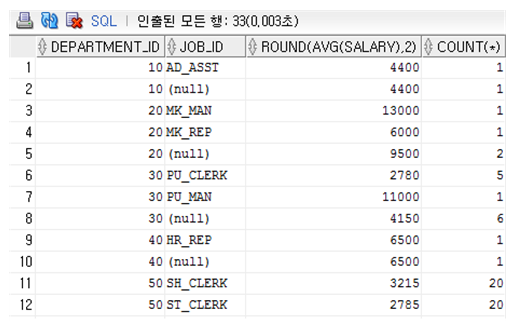 SQL | 인출된 모든 행: 33(0,003초)
DEPARTMENT_ID JOB_ID ROUND(AVG(SALARY),2) COUNT(*)
1 10 AD_ASST 4400 1
2 10 (null) 4400 1
3 20 MK_MAN 13000 1
4 20 MK_REP 6000 1
5 20 (null) 9500 2
6 30 PU_CLERK 2780 5
7 30 PU_MAN 11000 1
8 30 (null) 4150 6
9 40 HR_REP 6500 1
10 40 (null) 6500 1
11 50 SH_CLERK 3215 20
12 50 ST_CLERK 2785 20